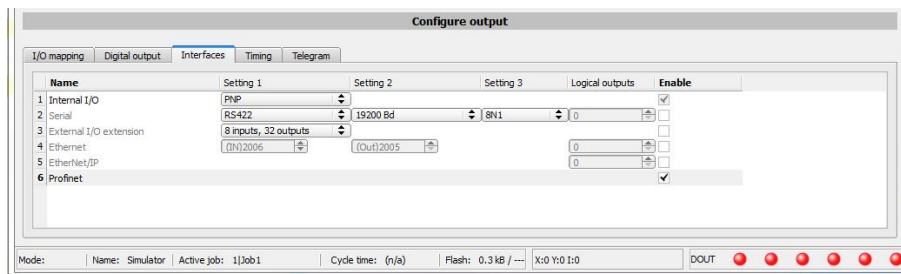 Configure output
I/O mapping Digital output Interfaces Timing Telegram
Name Setting 1 Setting 2 Setting 3 Logical outputs Enable
1 Internal I/O PNP
2 Serial RS422 19200 Bd 8N1 0
3 External I/O extension 8 inputs, 32 outputs
4 Ethernet (IN)2006 (Out)2005 0
5 EtherNet/IP 0
6 Profinet
Mode: Name: Simulator Active job: 1|Job1 Cycle time: (n/a) Flash: 0.3 kB / --- X:0 Y:0 I:0 DOUT